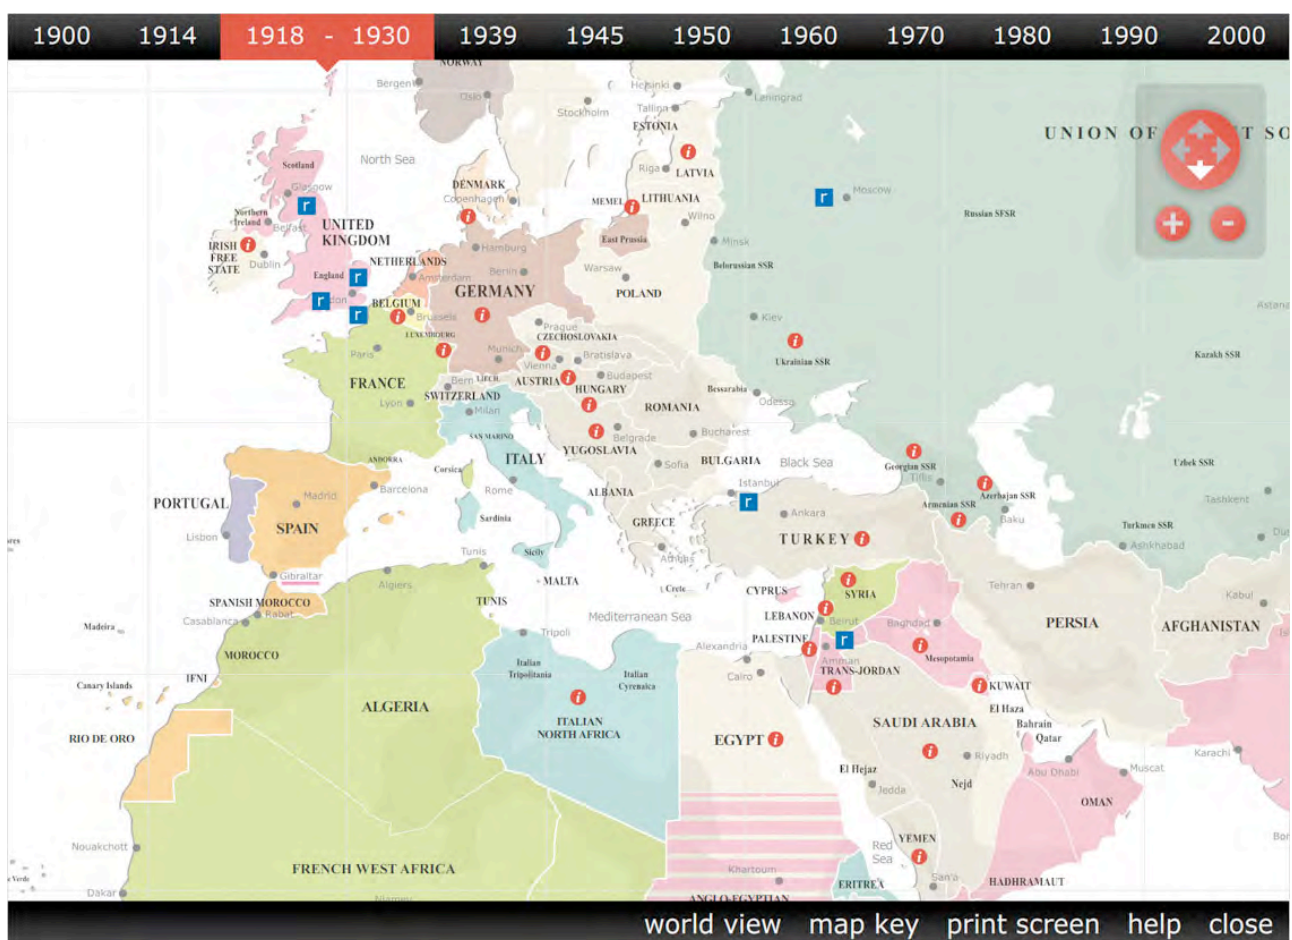 1900 1914 1918 - 1930 1939 1945 1950 1960 1970 1980 1990 2000
NORWAY
Bergen
Oslo
Helsinki
Stockholm
Tallinn
Leningrad
ESTONIA
UNION OF
SO
North Sea
Scotland
Glasgow
Riga
LATVIA
DENMARK
Copenhagen
MEMEL
LITHUANIA
Moscow
Northern
Ireland
Belfast
UNITED
KINGDOM
Wilno
Russian SFSR
IRISH
FREE
STATE
Dublin
Hamburg
East Prussia
Minsk
England
NETHERLANDS
Amsterdam
Berlin
Warsaw
Belorussian SSR
GERMANY
POLAND
BELGIUM
Brussels
Astana
LUXEMBOURG
Prague
CZECHOSLOVAKIA
Kiev
Paris
Munich
Vienna
Bratislava
Ukrainian SSR
Kazakh SSR
FRANCE
Bern
LIECH.
AUSTRIA
Budapest
HUNGARY
SWITZERLAND
Bessarabia
Odessa
Lyon
Milan
ROMANIA
SAN MARINO
Belgrade
Bucharest
YUGOSLAVIA
ANDORRA
Corsica
ITALY
Sofia
BULGARIA
Black Sea
Georgian SSR
Tiflis
Uzbek SSR
PORTUGAL
Madrid
Barcelona
Rome
ALBANIA
Istanbul
Azerbajan SSR
Tashkent
Armenian SSR
Baku
SPAIN
Sardinia
GREECE
Ankara
Turkmen SSR
Lisbon
TURKEY
Ashkhabad
Sicily
Athens
Tunis
Gibraltar
Algiers
MALTA
Crete
CYPRUS
SYRIA
Tehran
Kabul
SPANISH MOROCCO
TUNIS
Mediterranean Sea
LEBANON
Beirut
Baghdad
PERSIA
AFGHANISTAN
Casablanca
Rabat
Madeira
Tripoli
Alexandria
PALESTINE
Amman
Mesopotamia
MOROCCO
Italian
Tripolitania
Italian
Cyrenaica
Cairo
TRANS-JORDAN
IFNI
KUWAIT
Canary Islands
El Haza
ALGERIA
ITALIAN
NORTH AFRICA
SAUDI ARABIA
Bahrain
Qatar
RIO DE ORO
EGYPT
Riyadh
Karachi
El Hejaz
Nejd
Abu Dhabi
Muscat
Jedda
OMAN
YEMEN
Nouakchott
Red
Sea
FRENCH WEST AFRICA
Khartoum
San'a
ERITREA
HADHRAMAUT
Dakar
Niamey
ANGLO-EGYPTIAN
world view map key print screen help close